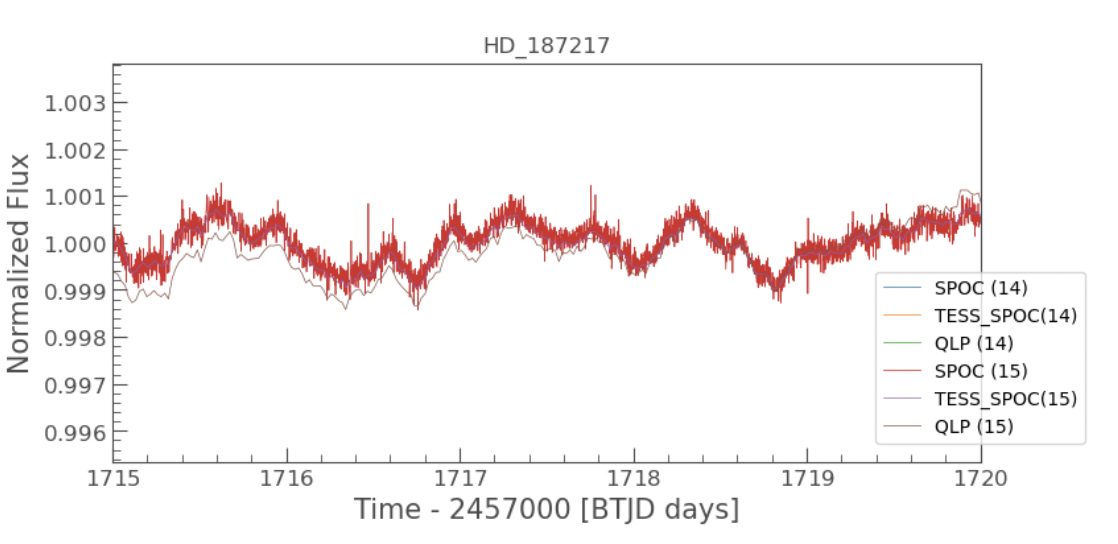 HD_187217
Normalized Flux
1.003
1.002
1.001
1.000
0.999
0.998
0.997
0.996
SPOC (14)
TESS_SPOC(14)
QLP (14)
SPOC (15)
TESS_SPOC(15)
QLP (15)
1715 1716 1717 1718 1719 1720
Time - 2457000 [BTJD days]